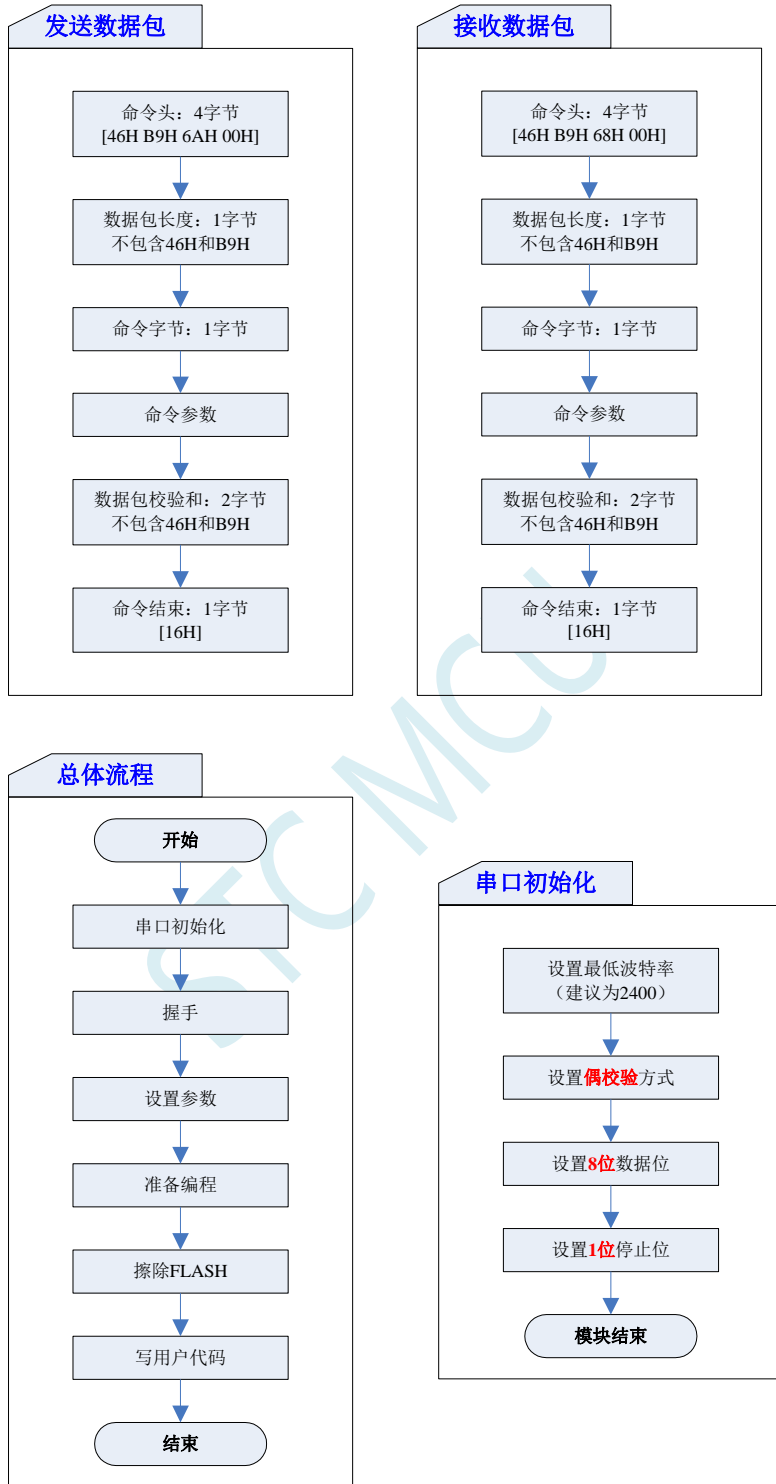 发送数据包
命令头：4字节
[46H B9H 6AH 00H]
数据包长度：1字节
不包含46H和B9H
命令字节：1字节
命令参数
数据包校验和：2字节
不包含46H和B9H
命令结束：1字节
[16H]
接收数据包
命令头：4字节
[46H B9H 68H 00H]
数据包长度：1字节
不包含46H和B9H
命令字节：1字节
命令参数
数据包校验和：2字节
不包含46H和B9H
命令结束：1字节
[16H]
总体流程
开始
串口初始化
握手
设置参数
准备编程
擦除FLASH
写用户代码
结束
串口初始化
设置最低波特率
（建议为2400）
设置偶校验方式
设置8位数据位
设置1位停止位
模块结束
STC MCU